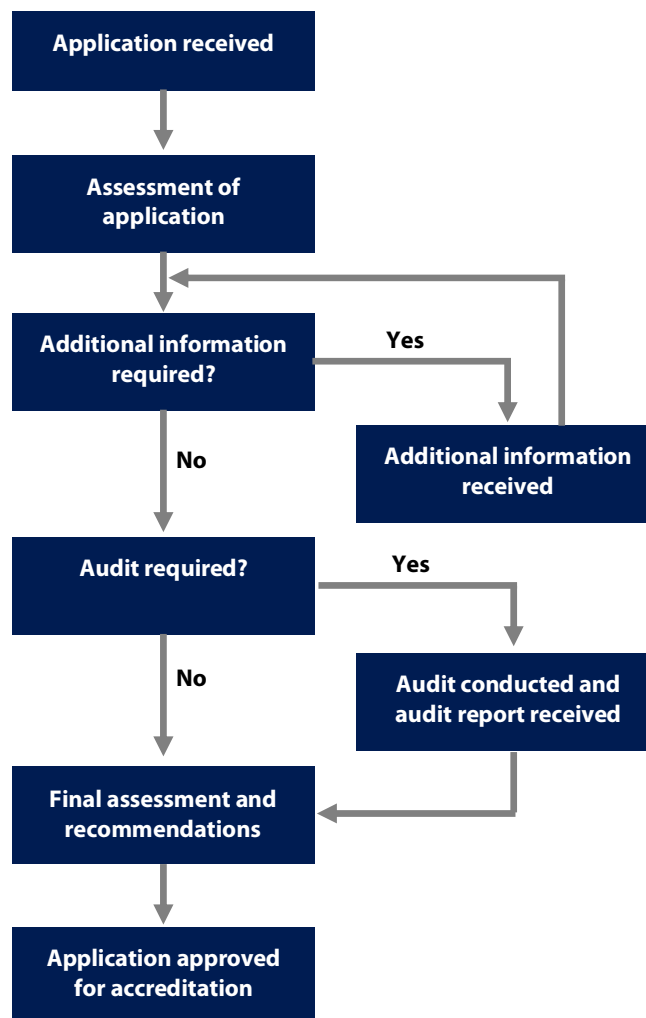 Application received
Assessment of
application
Additional information
required?
Yes
Additional information
received
No
Audit required?
Yes
No
Audit conducted and
audit report received
Final assessment and
recommendations
Application approved
for accreditation